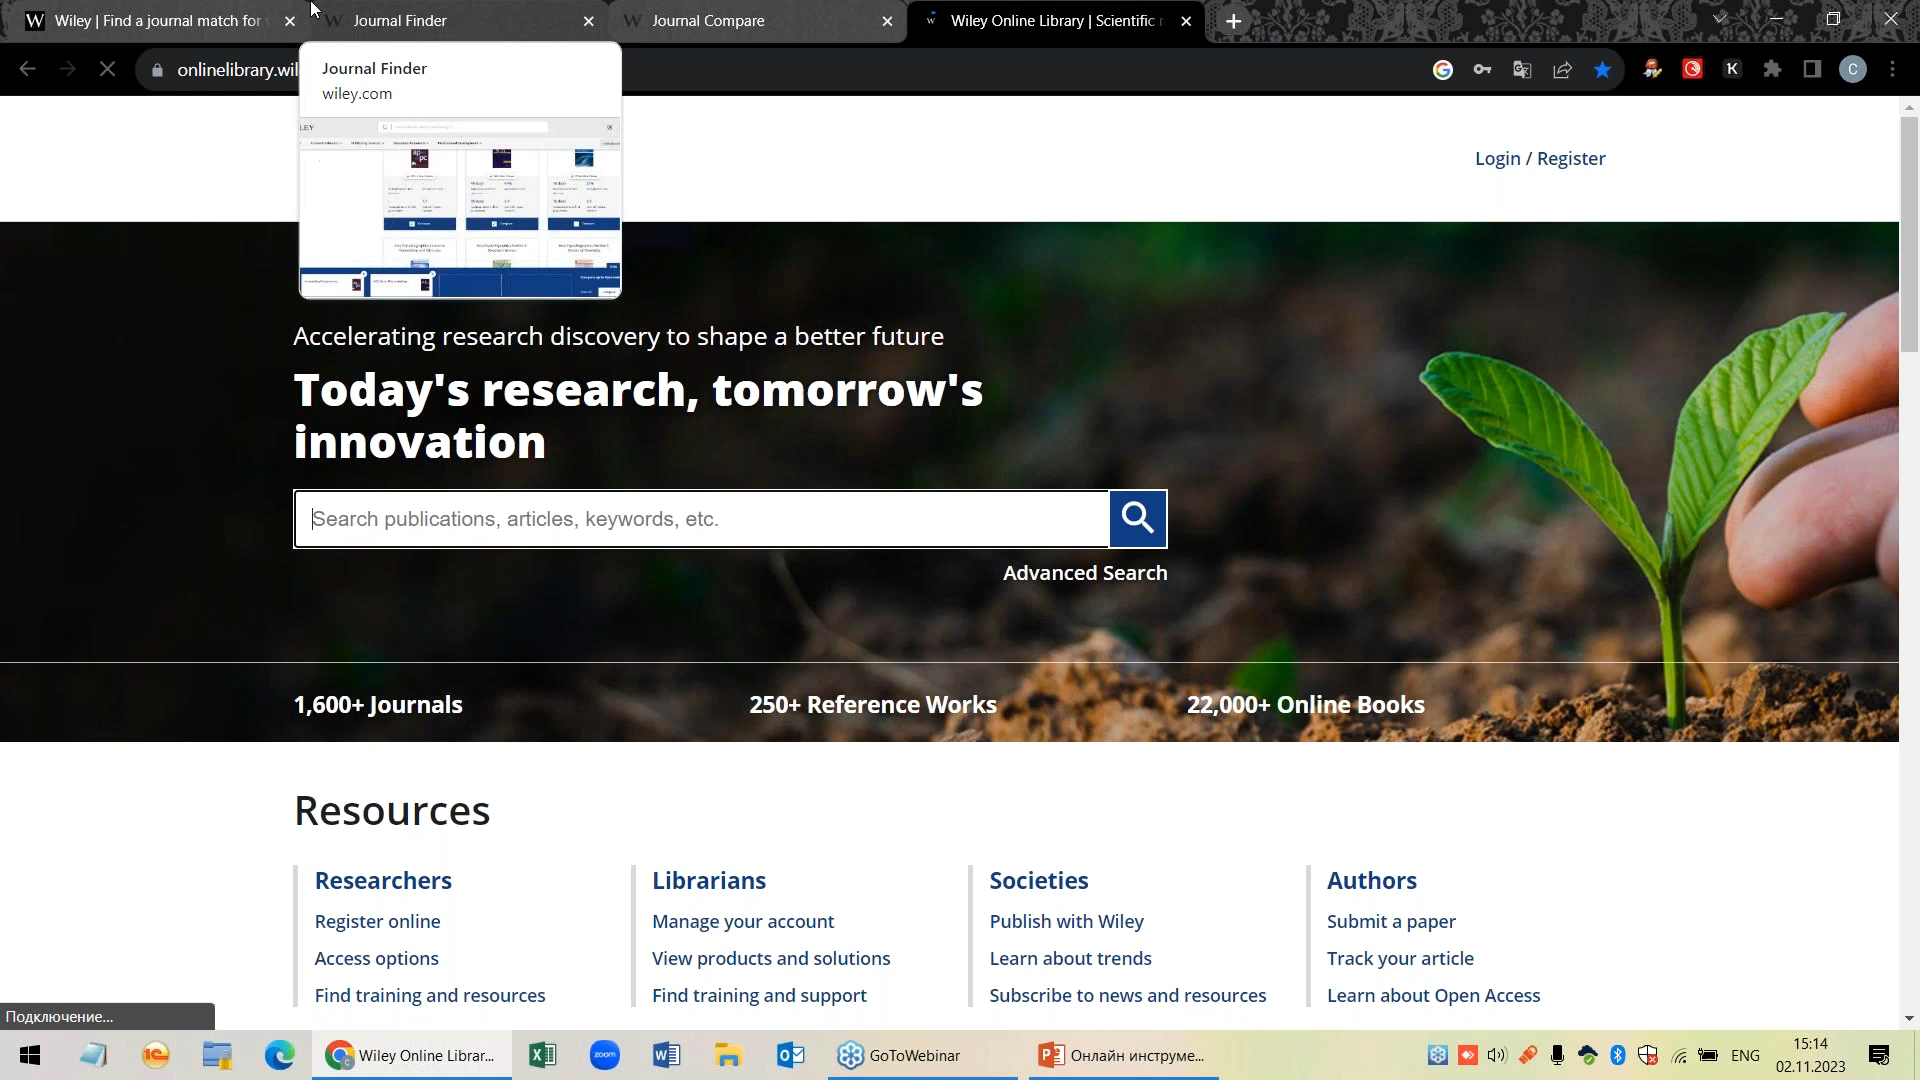 Wiley | Find a journal match for
Journal Finder
Journal Compare
Wiley Online Library | Scientific
onlinelibrary.wil
C
Journal Finder
wiley.com
Login / Register
Accelerating research discovery to shape a better future
Today's research, tomorrow's
innovation
Search publications, articles, keywords, etc.
Advanced Search
1,600+ Journals
250+ Reference Works
22,000+ Online Books
Resources
Researchers
Librarians
Societies
Authors
Register online
Manage your account
Publish with Wiley
Submit a paper
Access options
View products and solutions
Learn about trends
Track your article
Find training and resources
Find training and support
Subscribe to news and resources
Learn about Open Access
Подключение...
Wiley Online Librar...
zoom
GoToWebinar
Онлайн инструме...
ENG
15:14
02.11.2023